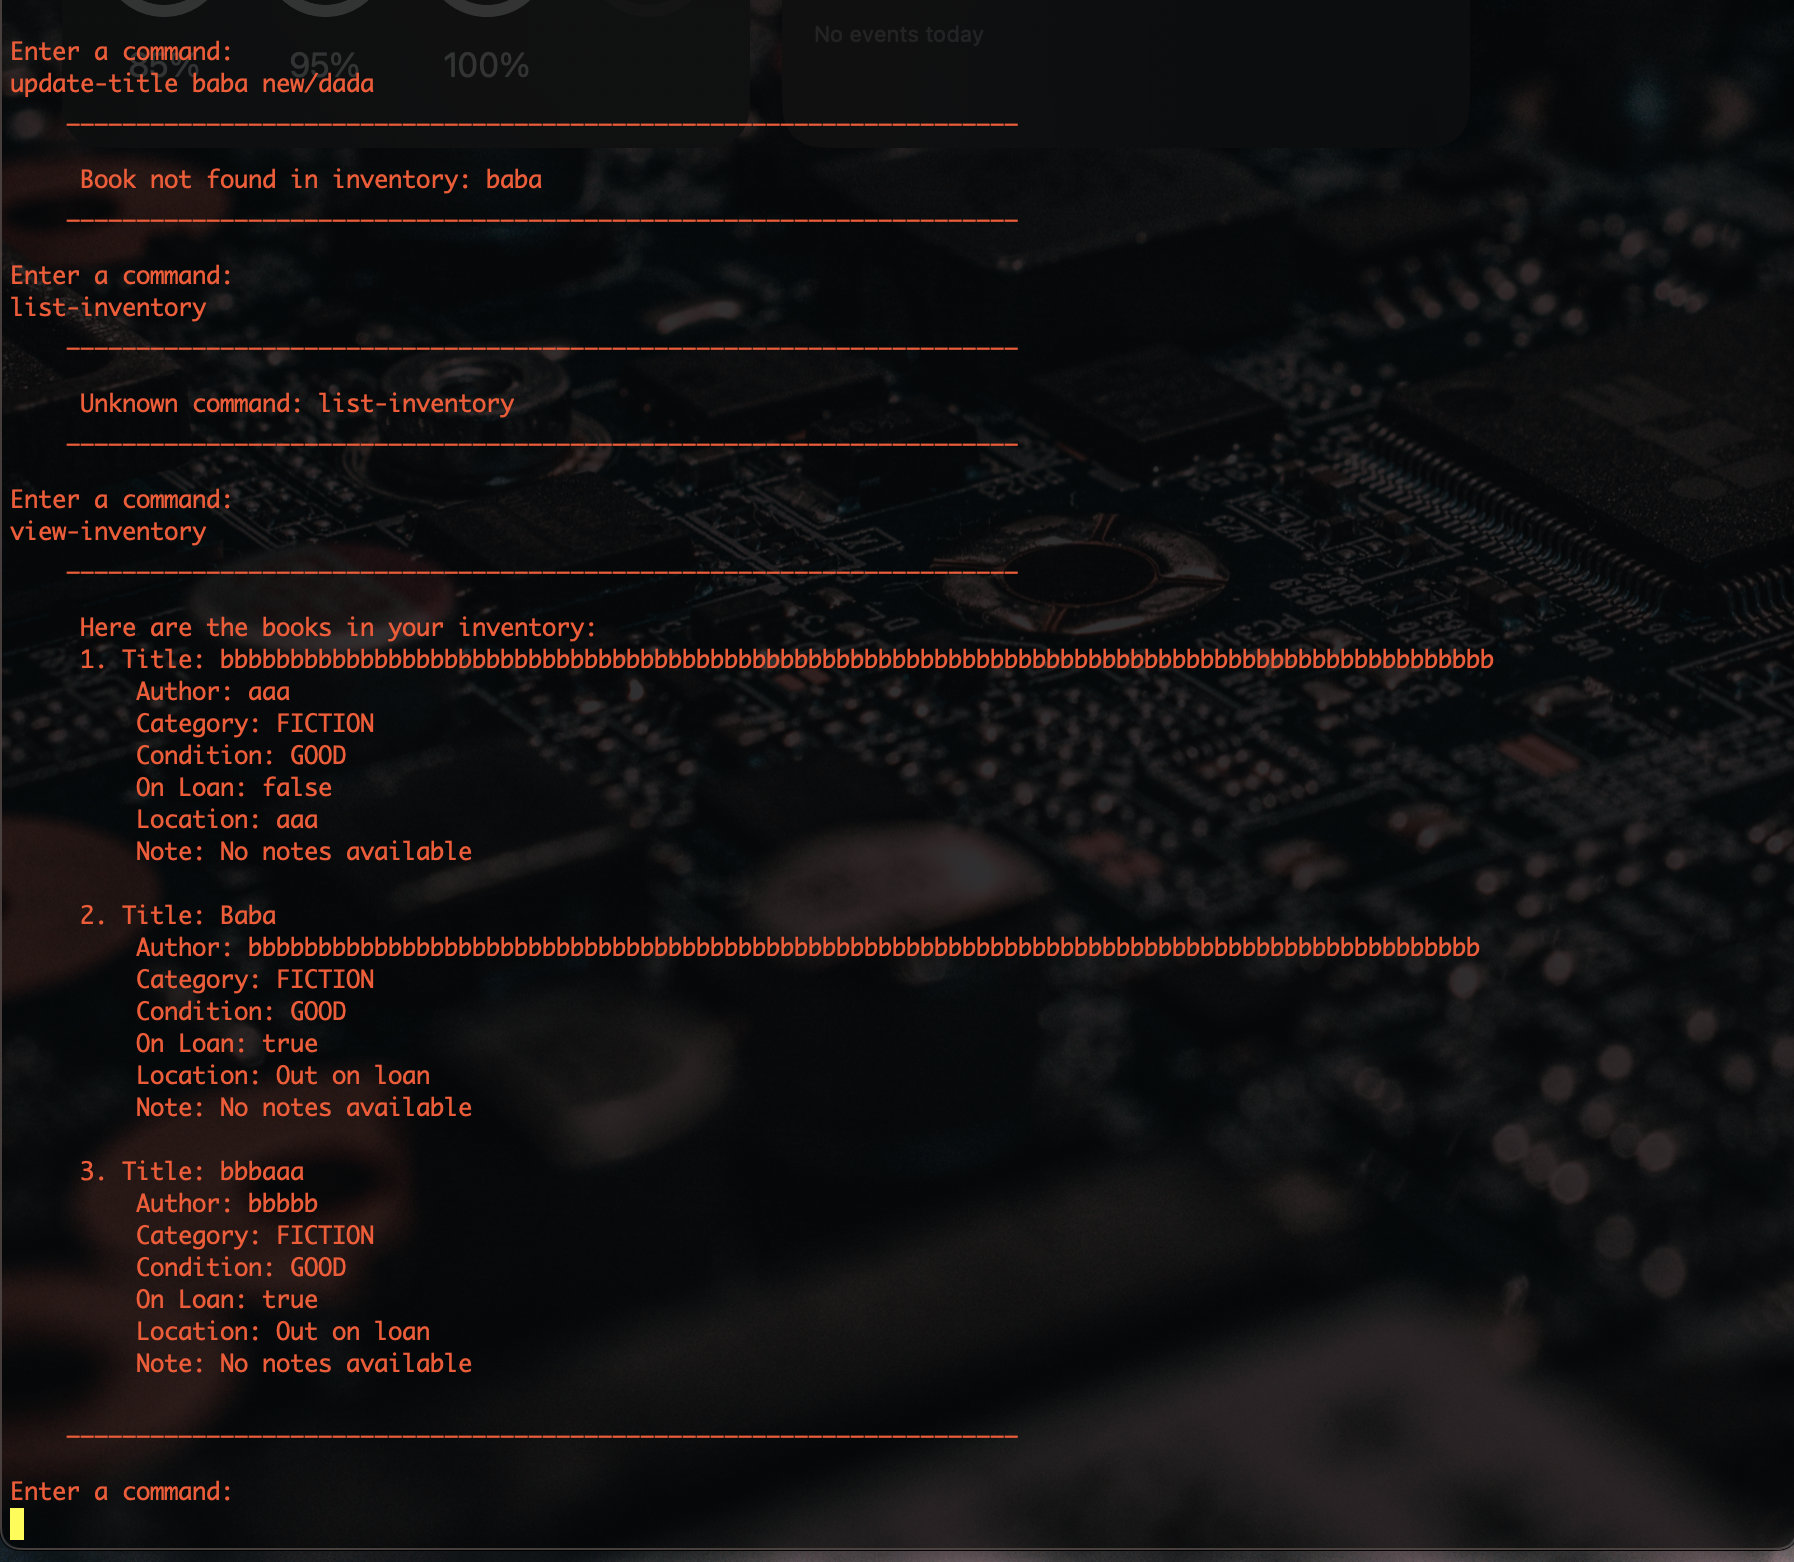 85% 95% 100%
No events today
Enter a command:
update-title baba new/dada
____________________________________________________________________
Book not found in inventory: baba
____________________________________________________________________
Enter a command:
list-inventory
____________________________________________________________________
Unknown command: list-inventory
____________________________________________________________________
Enter a command:
view-inventory
____________________________________________________________________
Here are the books in your inventory:
1. Title: bbbbbbbbbbbbbbbbbbbbbbbbbbbbbbbbbbbbbbbbbbbbbbbbbbbbbbbbbbbbbbbbbbbbbbbbbbbbbbbbbbbbbbbbbbb
Author: aaa
Category: FICTION
Condition: GOOD
On Loan: false
Location: aaa
Note: No notes available
2. Title: Baba
Author: bbbbbbbbbbbbbbbbbbbbbbbbbbbbbbbbbbbbbbbbbbbbbbbbbbbbbbbbbbbbbbbbbbbbbbbbbbbbbbbbbbbbbbbb
Category: FICTION
Condition: GOOD
On Loan: true
Location: Out on loan
Note: No notes available
3. Title: bbbaaa
Author: bbbbb
Category: FICTION
Condition: GOOD
On Loan: true
Location: Out on loan
Note: No notes available
____________________________________________________________________
Enter a command: